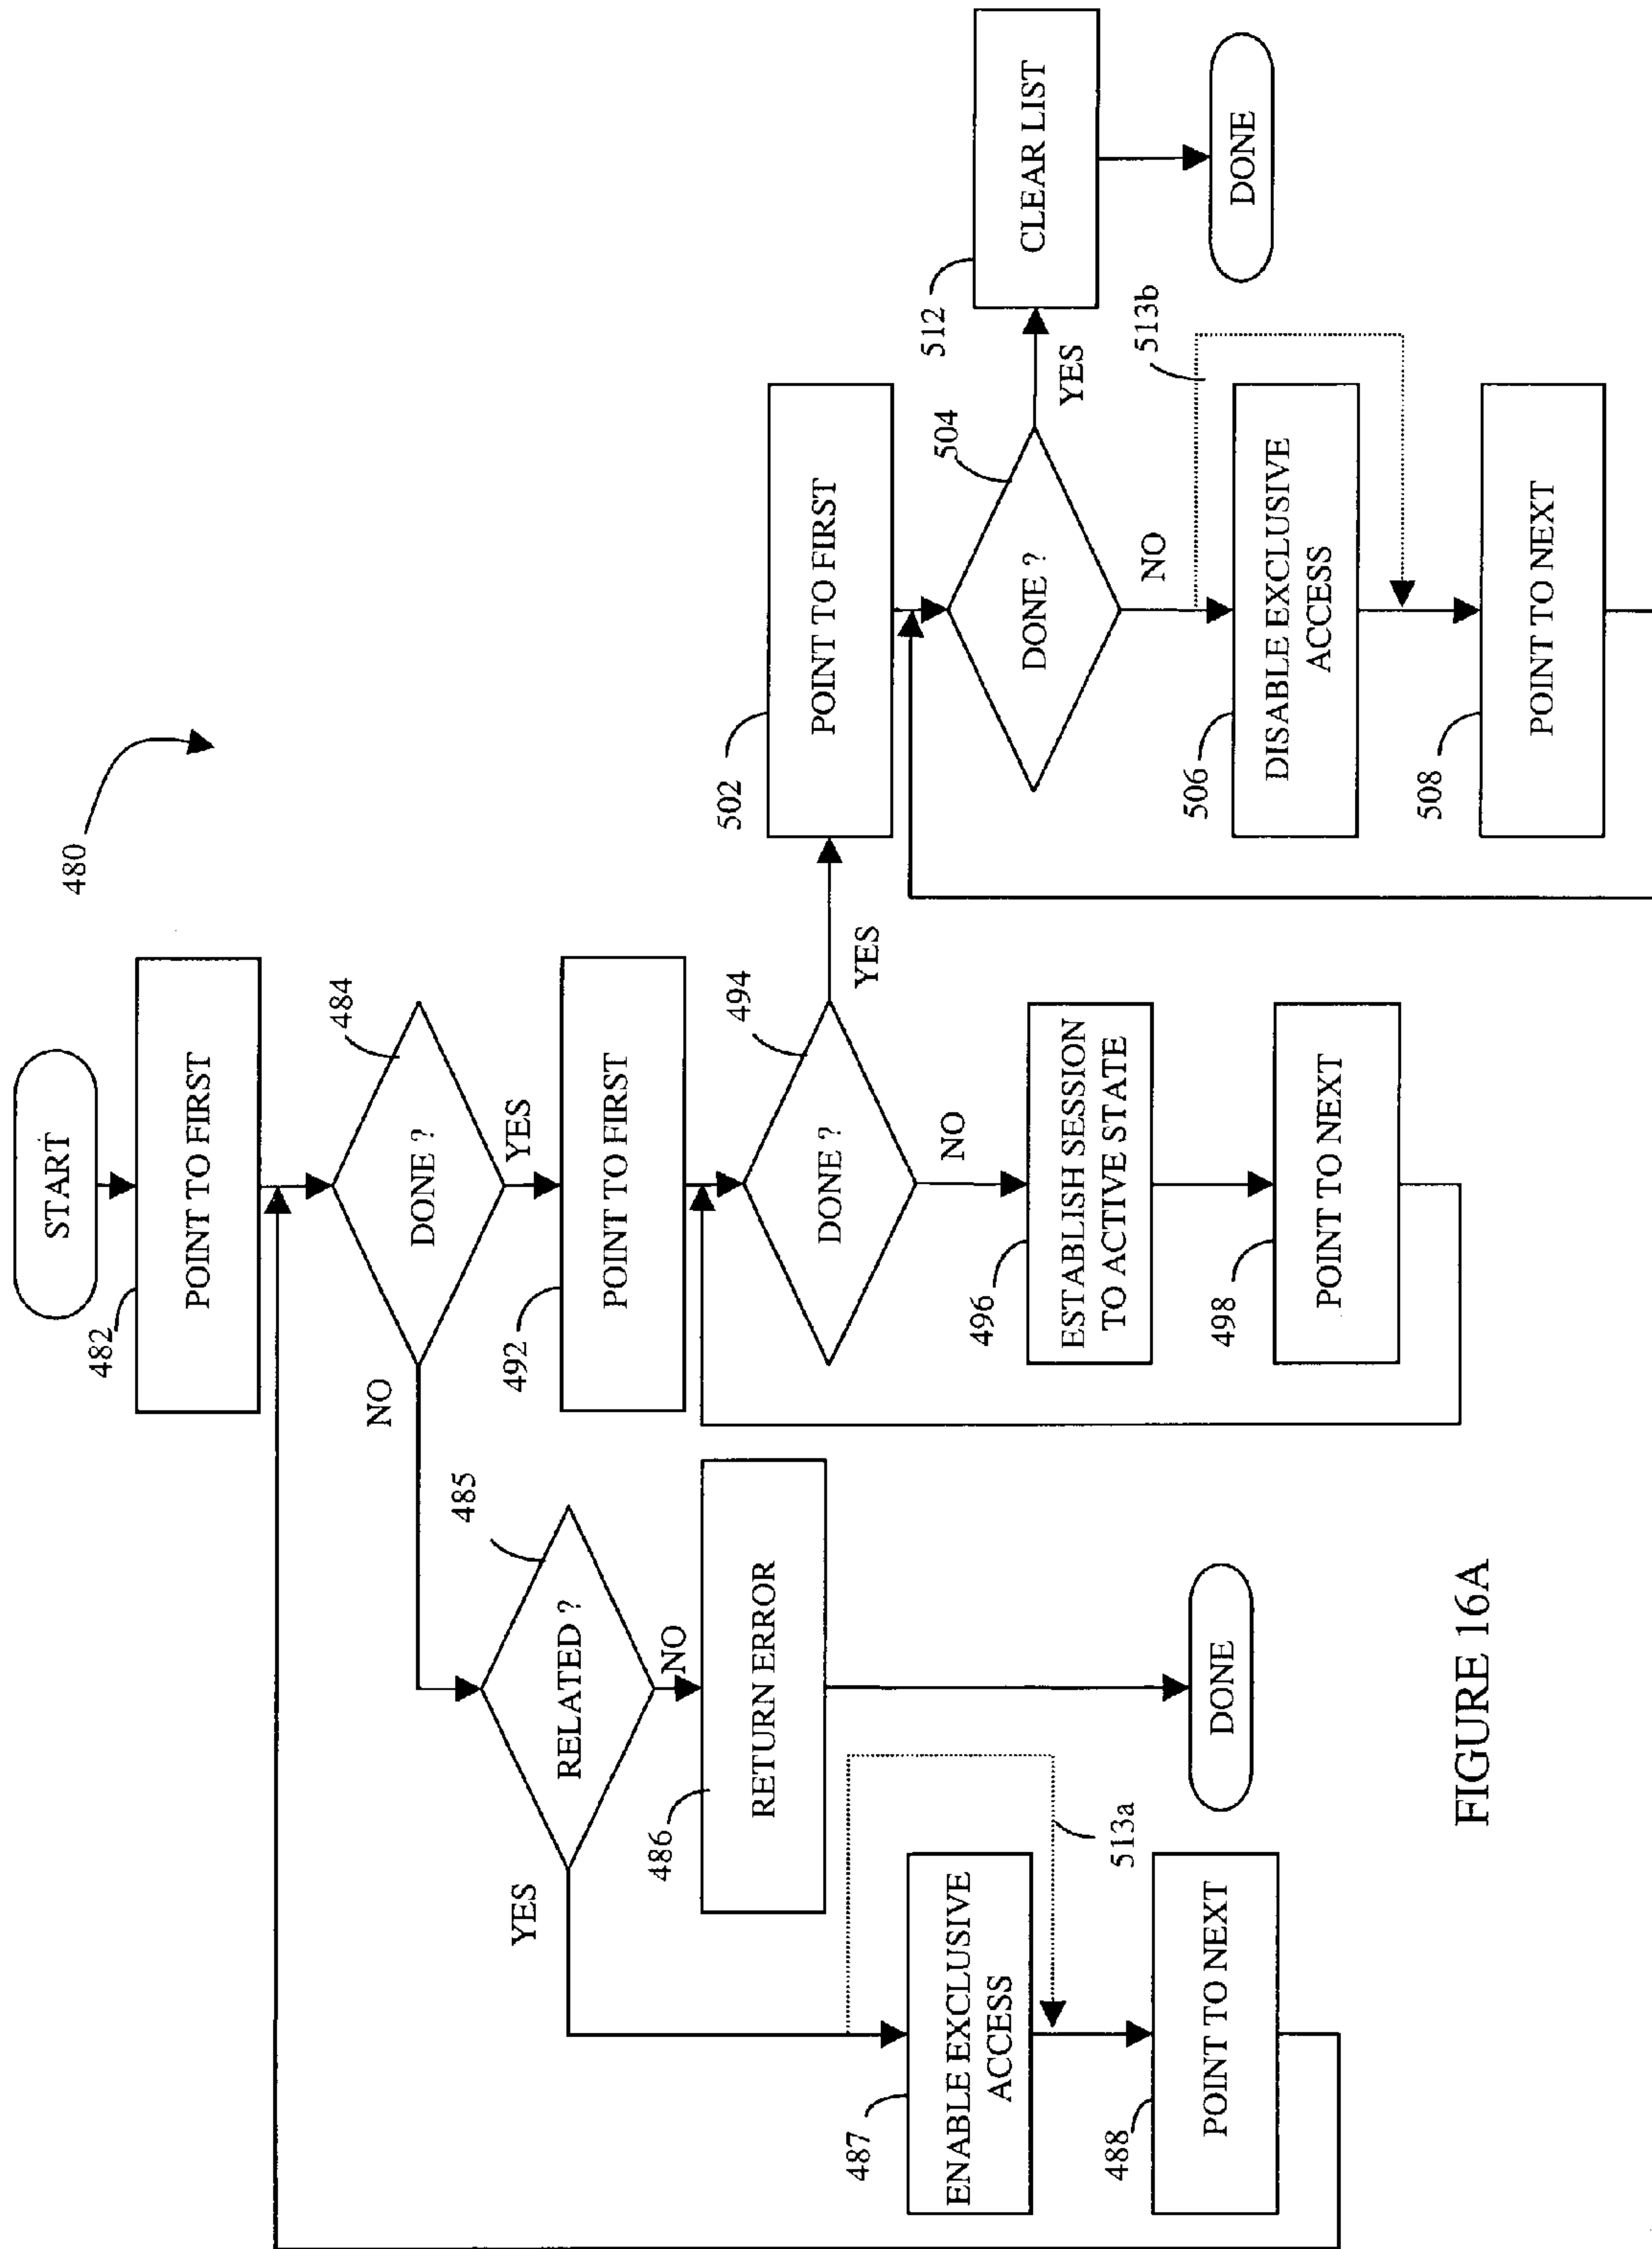 480
START
482
POINT TO FIRST
484
DONE ?
NO
YES
485
RELATED ?
YES
NO
486
RETURN ERROR
DONE
487
ENABLE EXCLUSIVE
ACCESS
513a
488
POINT TO NEXT
492
POINT TO FIRST
494
DONE ?
YES
NO
496
ESTABLISH SESSION
TO ACTIVE STATE
498
POINT TO NEXT
502
POINT TO FIRST
504
DONE ?
YES
NO
506
DISABLE EXCLUSIVE
ACCESS
513b
508
POINT TO NEXT
512
CLEAR LIST
DONE
FIGURE 16A